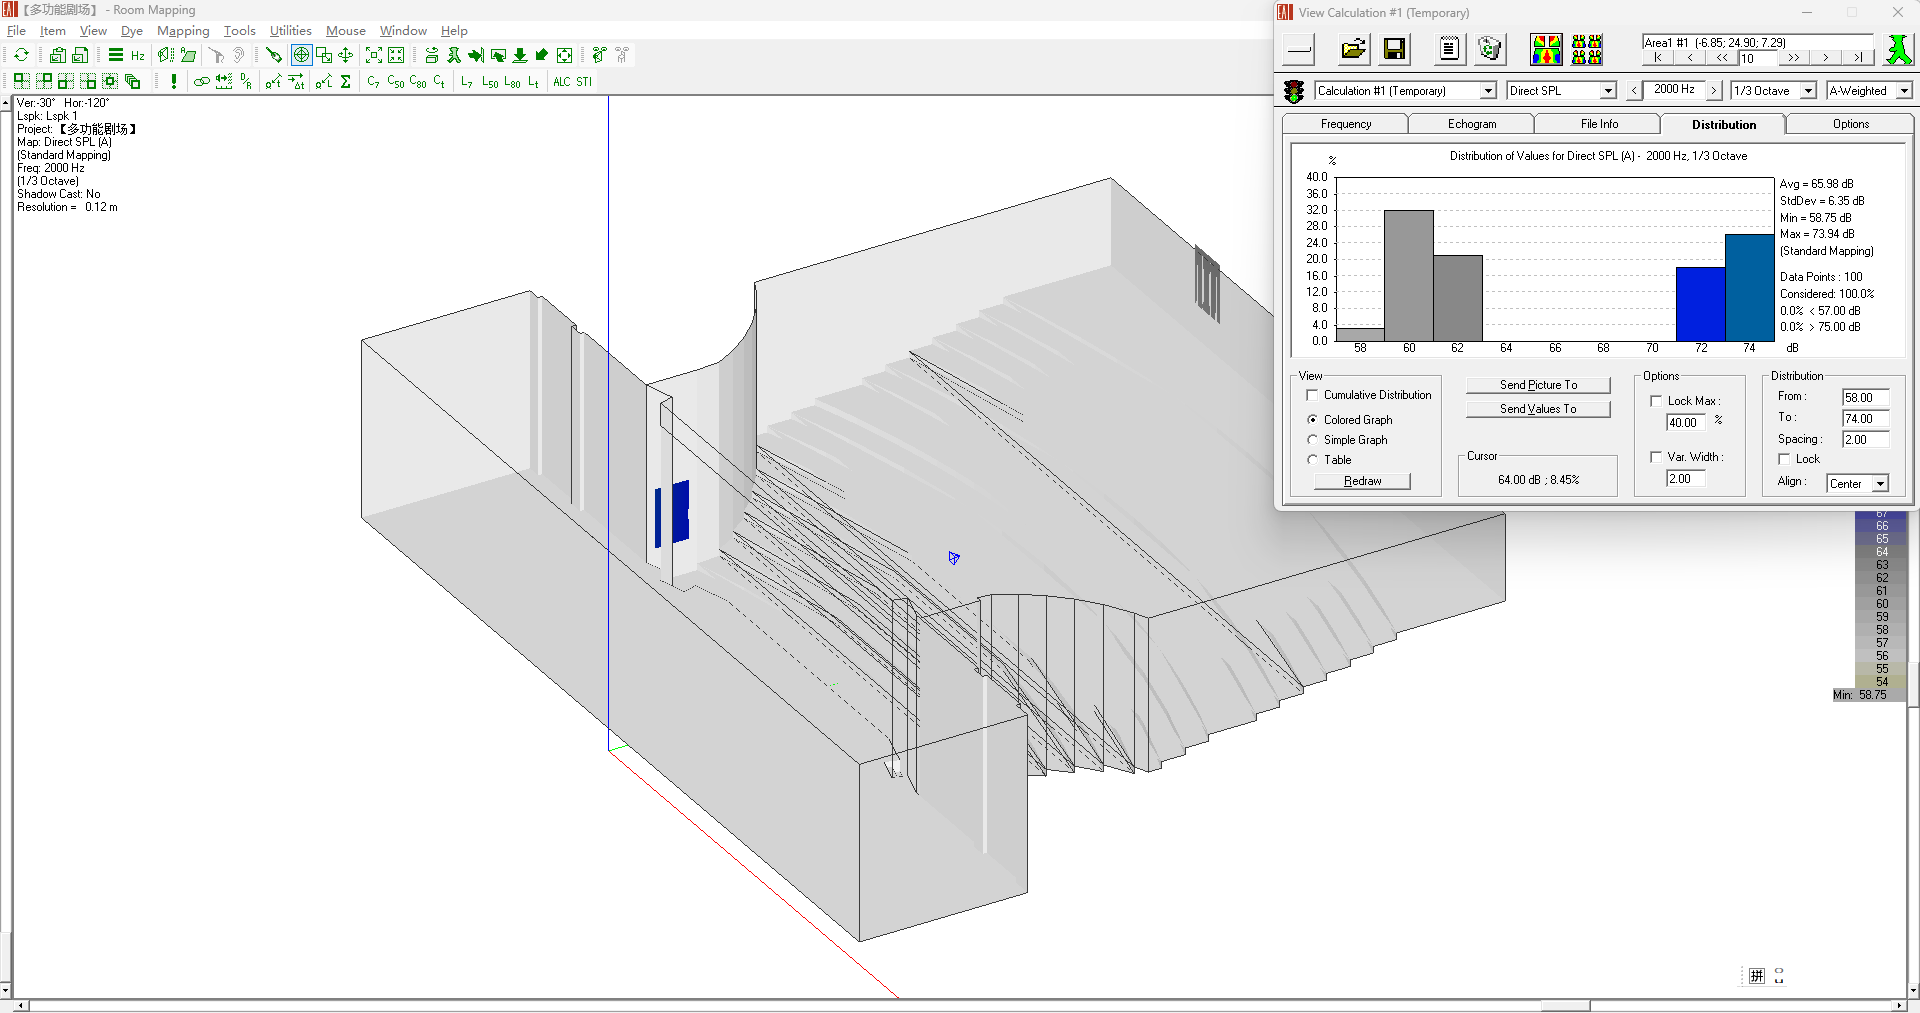 【多功能剧场】 - Room Mapping
File Item View Dye Mapping Tools Utilities Mouse Window Help
Hz
D/R C7 C50 C80 Ct L7 L50 L80 Lt ALC STI
Ver:-30° Hor:-120°
Lspk: Lspk 1
Project: 【多功能剧场】
Map: Direct SPL (A)
(Standard Mapping)
Freq: 2000 Hz
(1/3 Octave)
Shadow Cast: No
Resolution = 0.12 m
View Calculation #1 (Temporary)
Area1 #1 (-6.85; 24.90; 7.29)
10
Calculation #1 (Temporary) Direct SPL 2000 Hz 1/3 Octave A-Weighted
Frequency Echogram File Info Distribution Options
Distribution of Values for Direct SPL (A) - 2000 Hz, 1/3 Octave
%
40.0
36.0
32.0
28.0
24.0
20.0
16.0
12.0
8.0
4.0
0.0
58 60 62 64 66 68 70 72 74 dB
Avg = 65.98 dB
StdDev = 6.35 dB
Min = 58.75 dB
Max = 73.94 dB
(Standard Mapping)
Data Points : 100
Considered: 100.0%
0.0% < 57.00 dB
0.0% > 75.00 dB
View
Cumulative Distribution
Colored Graph
Simple Graph
Table
Redraw
Send Picture To
Send Values To
Cursor
64.00 dB ; 8.45%
Options
Lock Max :
40.00 %
Var. Width :
2.00
Distribution
From : 58.00
To : 74.00
Spacing : 2.00
Lock
Align : Center
67
66
65
64
63
62
61
60
59
58
57
56
55
54
Min: 58.75
拼